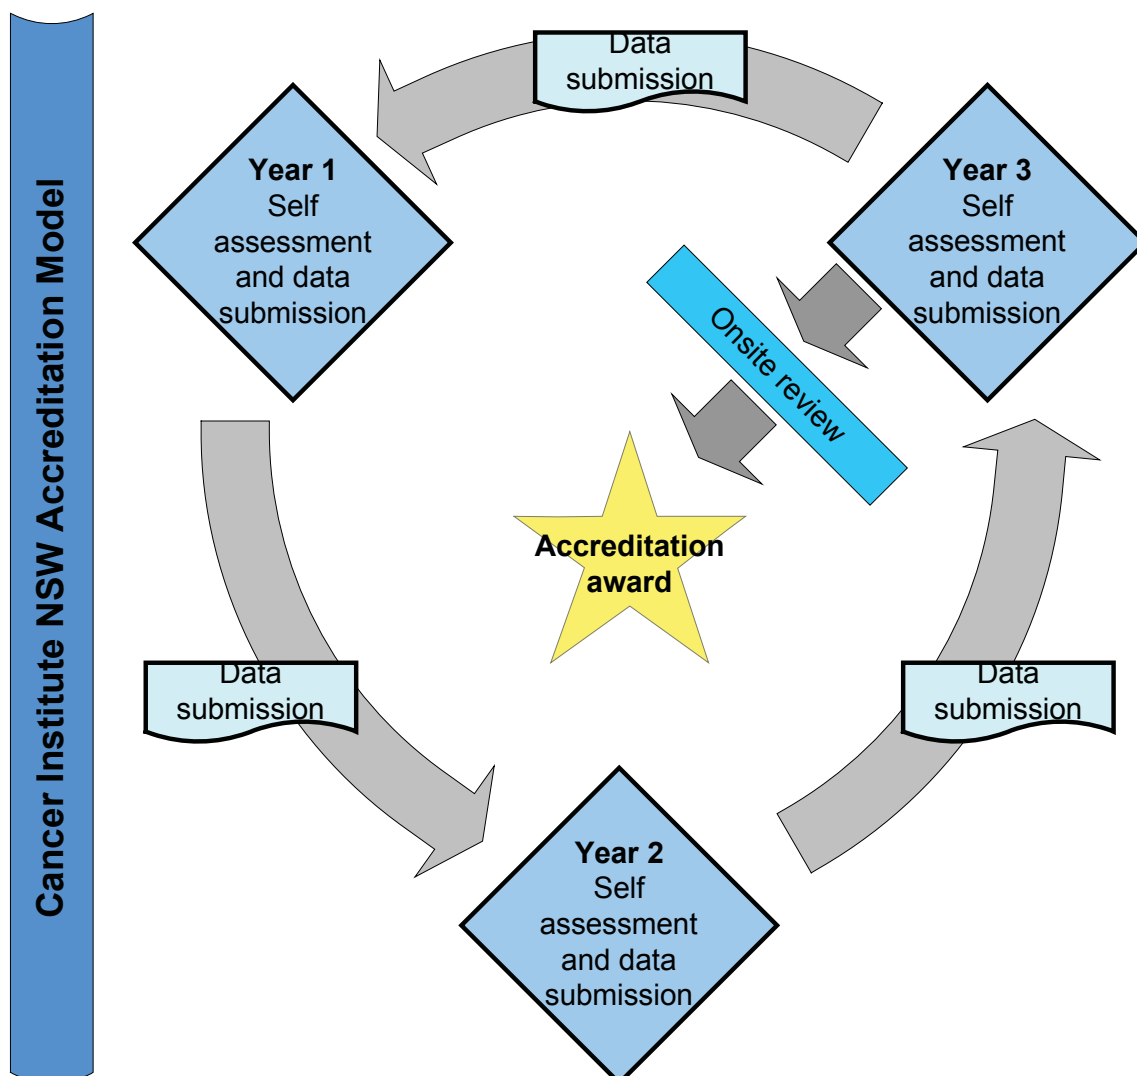 Cancer Institute NSW Accreditation Model
Data
submission
Year 1
Self
assessment
and data
submission
Year 3
Self
assessment
and data
submission
Onsite review
Accreditation
award
Data
submission
Data
submission
Year 2
Self
assessment
and data
submission